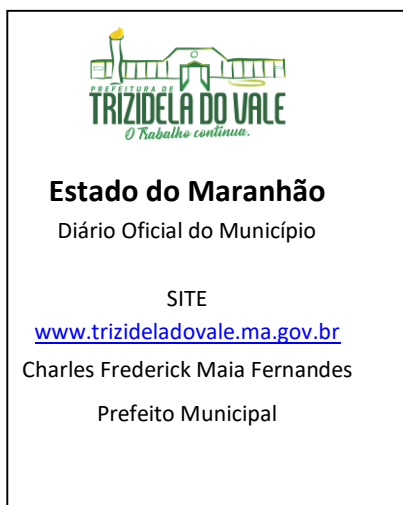 PREFEITURA DE
TRIZIDELA DO VALE
O Trabalho continua.
Estado do Maranhão
Diário Oficial do Município
SITE
www.trizideladovale.ma.gov.br
Charles Frederick Maia Fernandes
Prefeito Municipal